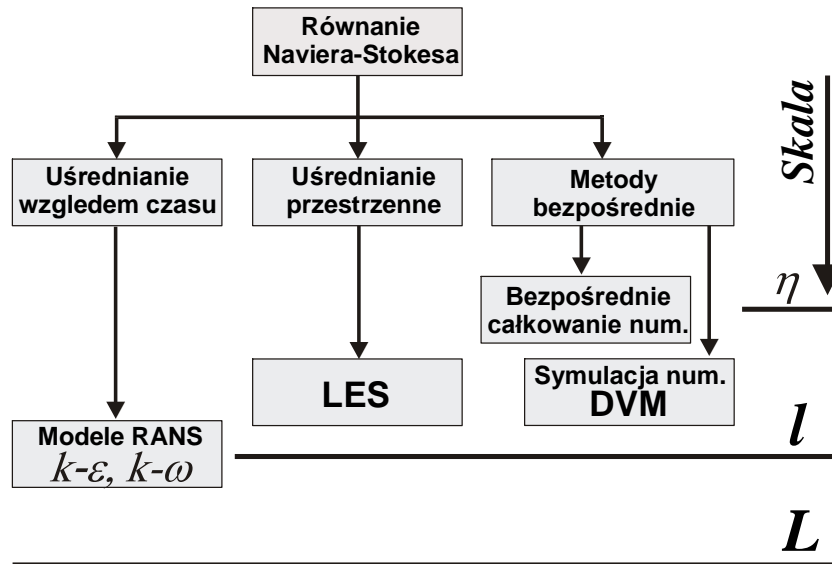 Równanie
Naviera-Stokesa
Skala
Uśrednianie
wzgledem czasu
Uśrednianie
przestrzenne
Metody
bezpośrednie
η
Bezpośrednie
całkowanie num.
LES
Symulacja num.
DVM
Modele RANS
k-ε, k-ω
l
L